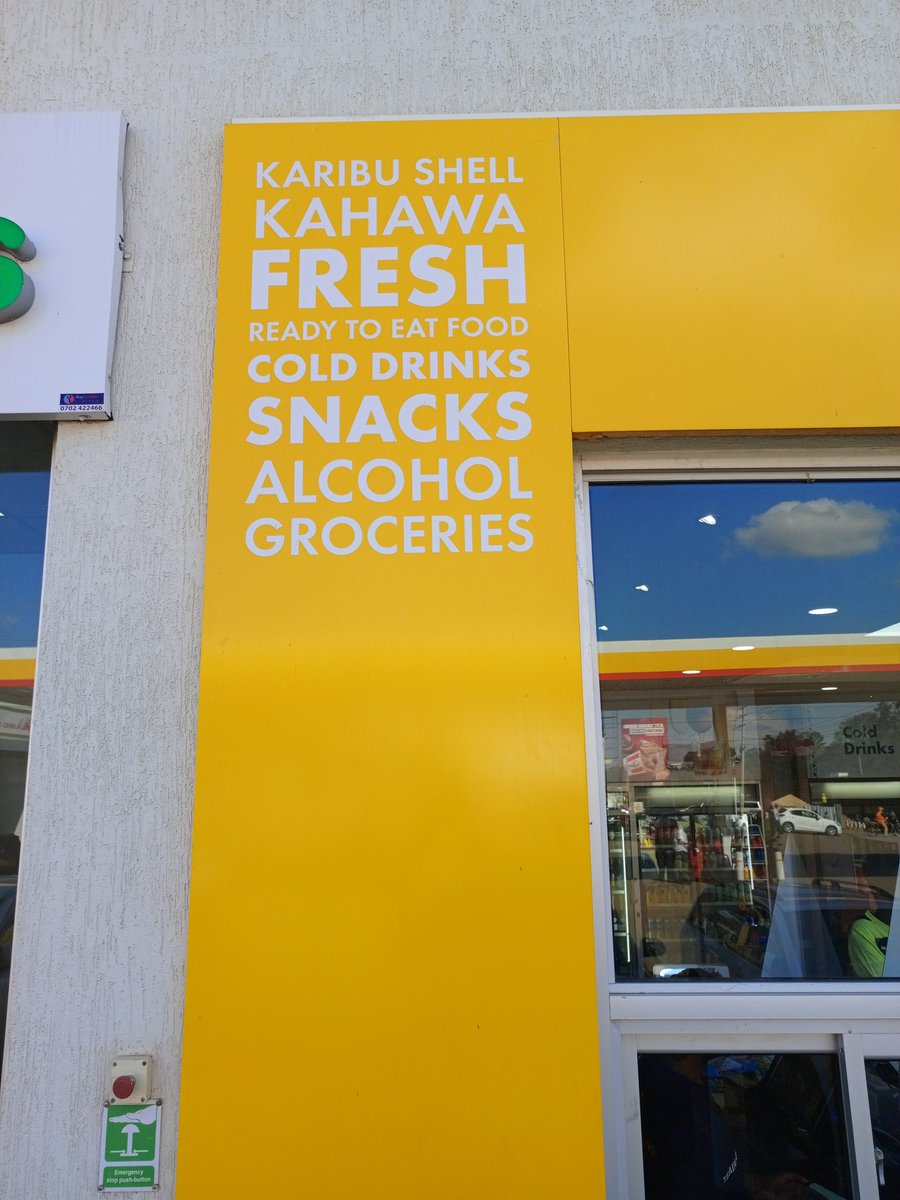 KARIBU SHELL
KAHAWA
FRESH
READY TO EAT FOOD
COLD DRINKS
SNACKS
ALCOHOL
GROCERIES
0702 422466
Cold
Drinks
Emergency
stop push-button